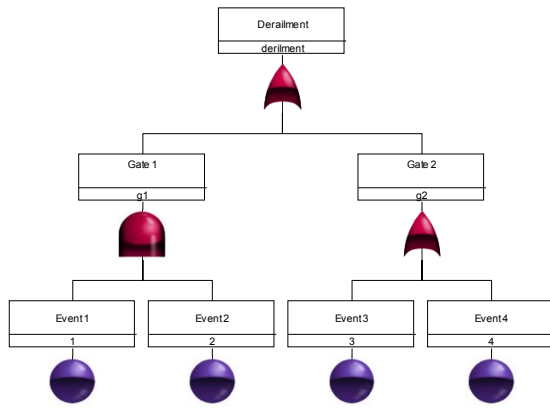 Derailment
derilment
Gate 1
g1
Gate 2
g2
Event1
1
Event2
2
Event3
3
Event4
4